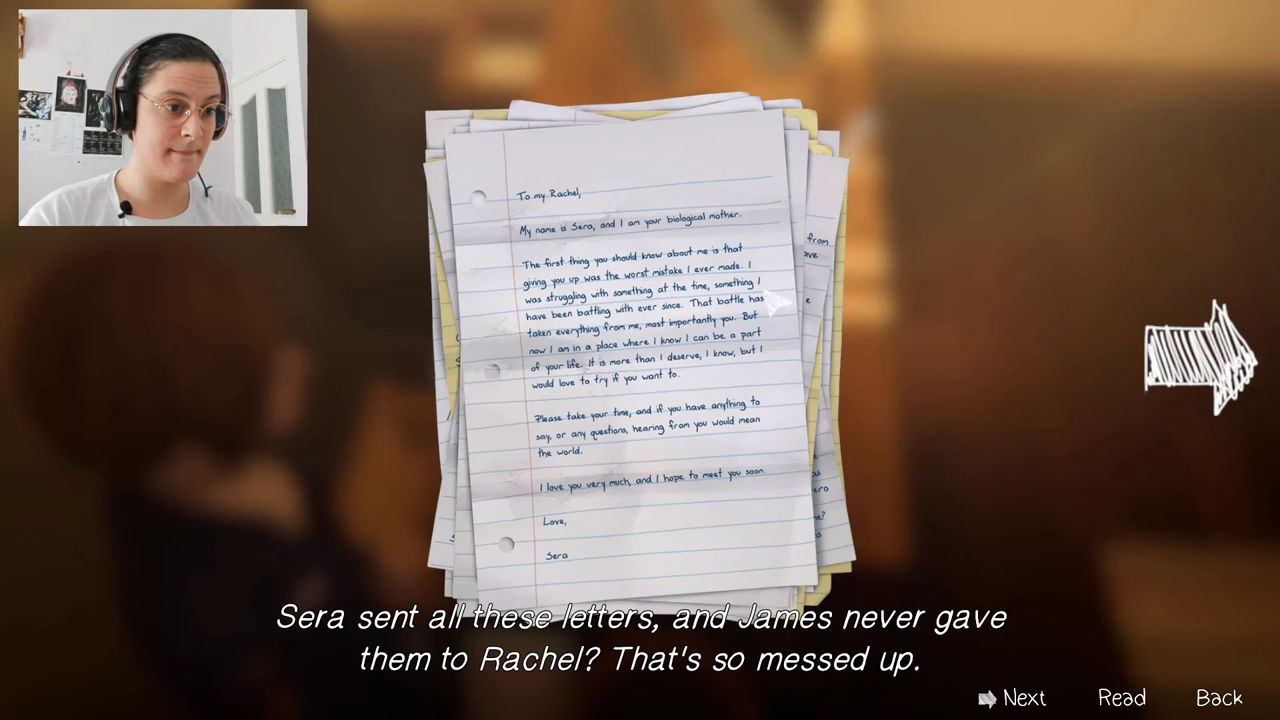 To my Rachel,
My name is Sera, and I am your biological mother.
The first thing you should know about me is that
giving you up was the worst mistake I ever made. I
was struggling with something at the time, something I
have been battling with ever since. That battle has
taken everything from me, most importantly you. But
now I am in a place where I know I can be a part
of your life. It is more than I deserve, I know, but I
would love to try if you want to.
Please take your time, and if you have anything to
say, or any questions, hearing from you would mean
the world.
I love you very much, and I hope to meet you soon.
Love,
Sera
from
ave
e
ero
Sera sent all these letters, and James never gave
them to Rachel? That's so messed up.
Next
Read
Back